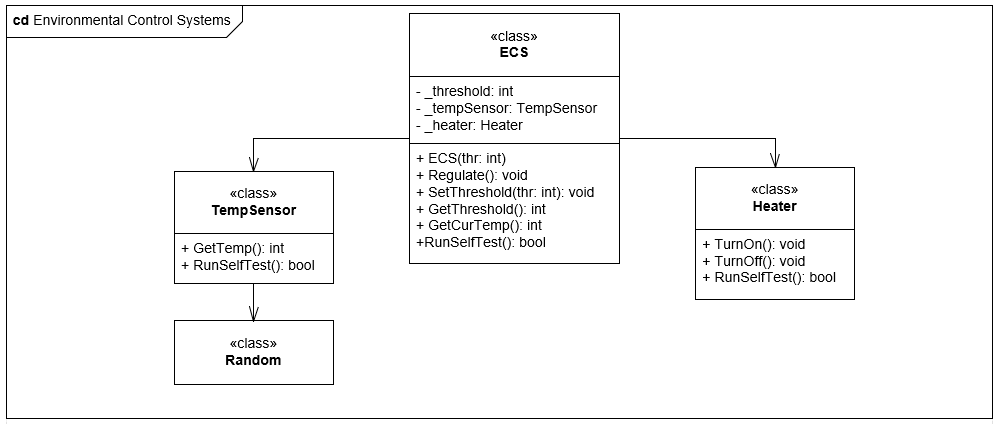 cd Environmental Control Systems
«class»
ECS
- _threshold: int
- _tempSensor: TempSensor
- _heater: Heater
+ ECS(thr: int)
+ Regulate(): void
+ SetThreshold(thr: int): void
+ GetThreshold(): int
+ GetCurTemp(): int
+RunSelfTest(): bool
«class»
TempSensor
+ GetTemp(): int
+ RunSelfTest(): bool
«class»
Heater
+ TurnOn(): void
+ TurnOff(): void
+ RunSelfTest(): bool
«class»
Random